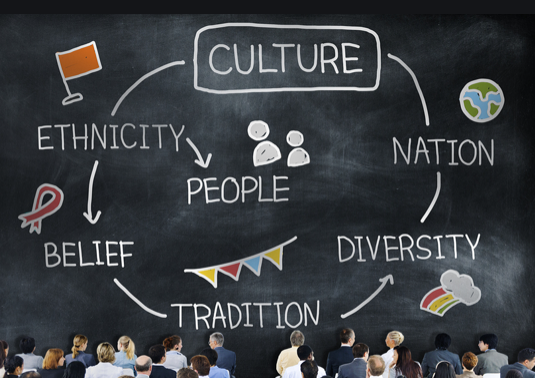 CULTURE
ETHNICITY
NATION
PEOPLE
BELIEF
DIVERSITY
TRADITION